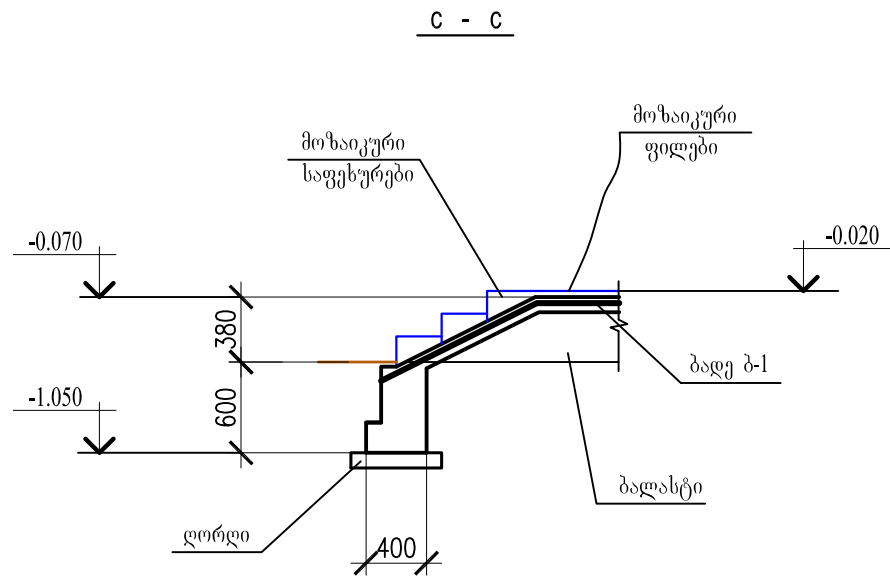 C - C
მოზაიკური
ფილები
მოზაიკური
საფეხურები
-0.070
-0.020
380
ბადე ბ-1
-1.050
600
ბალასტი
ღორღი
400